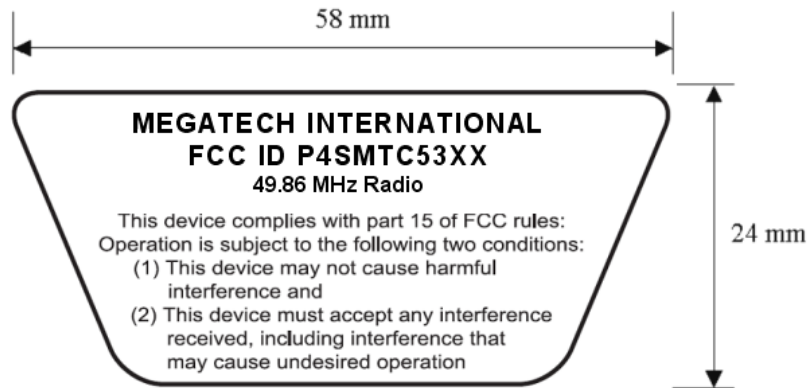 58 mm
MEGATECH INTERNATIONAL
FCC ID P4SMTC53XX
49.86 MHz Radio
This device complies with part 15 of FCC rules:
Operation is subject to the following two conditions:
(1) This device may not cause harmful
interference and
(2) This device must accept any interference
received, including interference that
may cause undesired operation
24 mm